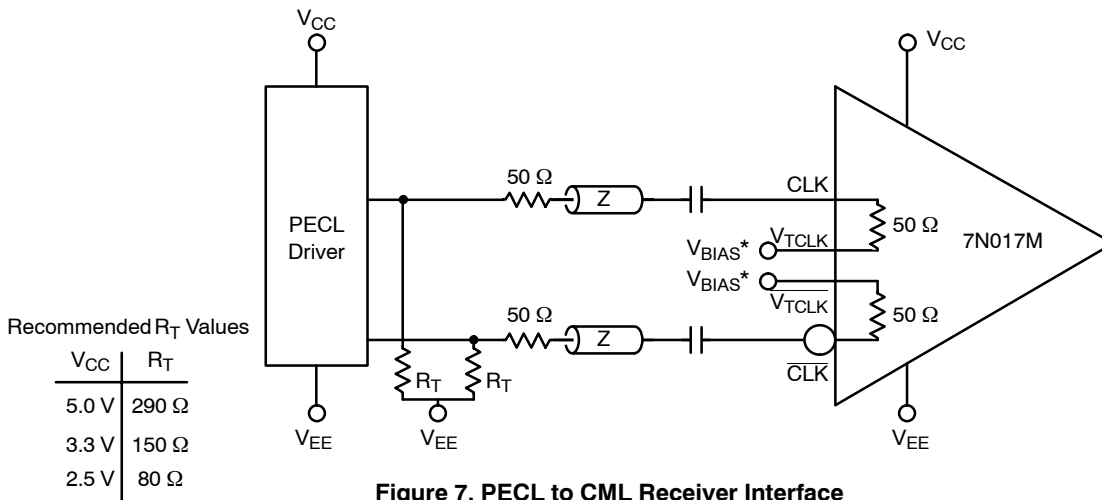 V_CC
V_CC
50 Ω
Z
CLK
50 Ω
PECL
Driver
V_BIAS*
V_TCLK
7N017M
V_BIAS*
V̅_T̅C̅L̅K̅
50 Ω
50 Ω
Z
C̅L̅K̅
R_T
R_T
V_EE
V_EE
V_EE
Recommended R_T Values
V_CC R_T
5.0 V 290 Ω
3.3 V 150 Ω
2.5 V 80 Ω
Figure 7. PECL to CML Receiver Interface